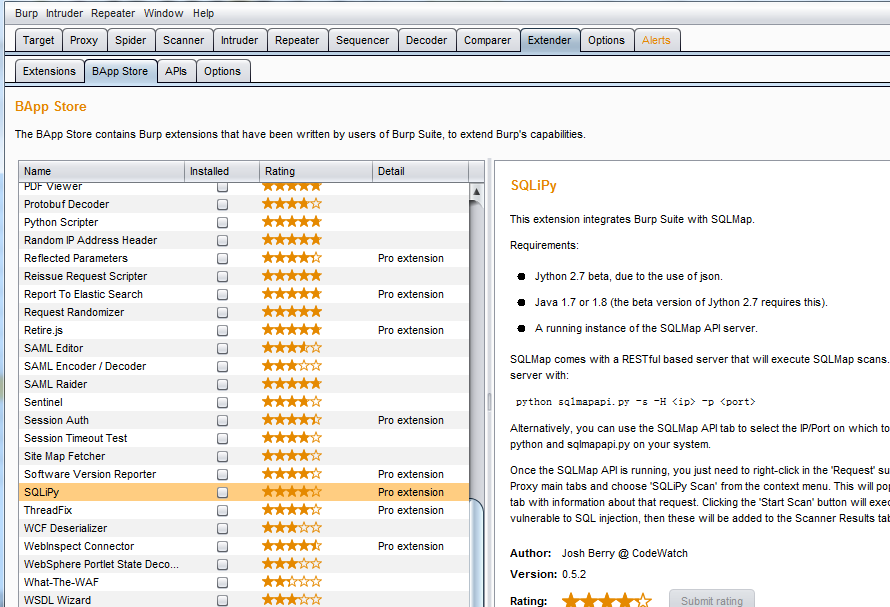 Burp Intruder Repeater Window Help
Target Proxy Spider Scanner Intruder Repeater Sequencer Decoder Comparer Extender Options Alerts
Extensions BApp Store APIs Options
BApp Store
The BApp Store contains Burp extensions that have been written by users of Burp Suite, to extend Burp's capabilities.
Name Installed Rating Detail
PDF Viewer
Protobuf Decoder
Python Scripter
Random IP Address Header
Reflected Parameters Pro extension
Reissue Request Scripter
Report To Elastic Search Pro extension
Request Randomizer
Retire.js Pro extension
SAML Editor
SAML Encoder / Decoder
SAML Raider
Sentinel
Session Auth Pro extension
Session Timeout Test
Site Map Fetcher
Software Version Reporter Pro extension
SQLiPy Pro extension
ThreadFix Pro extension
WCF Deserializer
WebInspect Connector Pro extension
WebSphere Portlet State Deco...
What-The-WAF
WSDL Wizard
SQLiPy
This extension integrates Burp Suite with SQLMap.
Requirements:
Jython 2.7 beta, due to the use of json.
Java 1.7 or 1.8 (the beta version of Jython 2.7 requires this).
A running instance of the SQLMap API server.
SQLMap comes with a RESTful based server that will execute SQLMap scans.
server with:
python sqlmapapi.py -s -H <ip> -p <port>
Alternatively, you can use the SQLMap API tab to select the IP/Port on which to
python and sqlmapapi.py on your system.
Once the SQLMap API is running, you just need to right-click in the 'Request' su
Proxy main tabs and choose 'SQLiPy Scan' from the context menu. This will pop
tab with information about that request. Clicking the 'Start Scan' button will exec
vulnerable to SQL injection, then these will be added to the Scanner Results tab
Author: Josh Berry @ CodeWatch
Version: 0.5.2
Rating: Submit rating